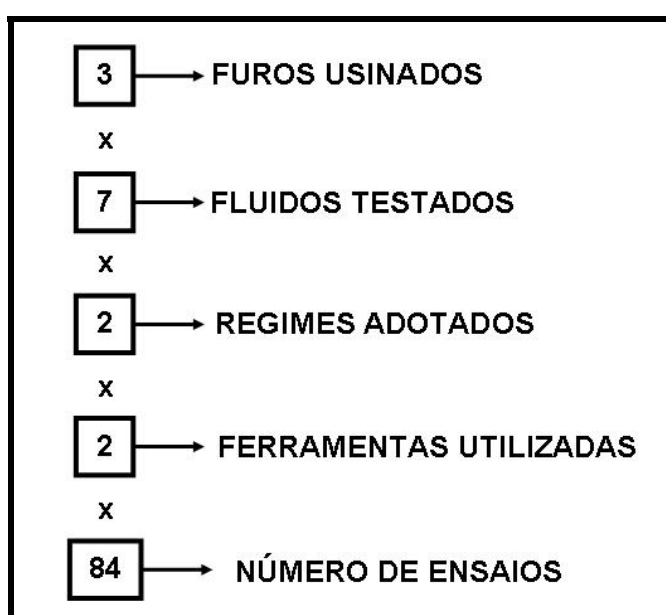 3 FUROS USINADOS
x
7 FLUIDOS TESTADOS
x
2 REGIMES ADOTADOS
x
2 FERRAMENTAS UTILIZADAS
x
84 NÚMERO DE ENSAIOS